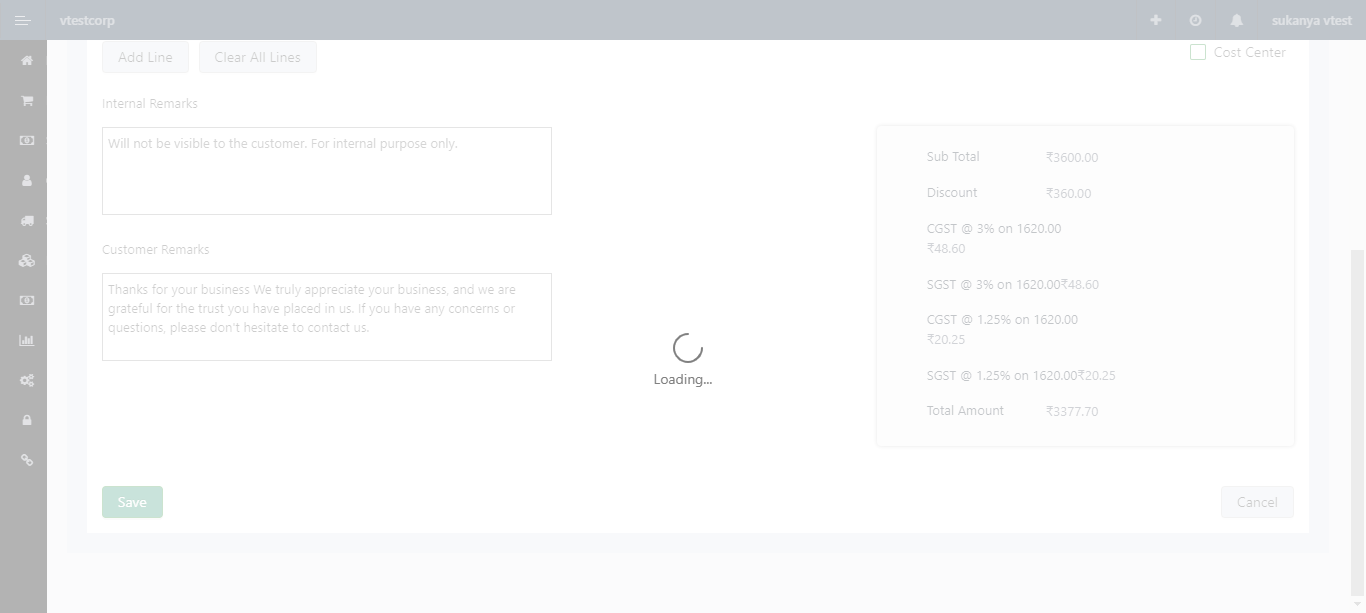 vtestcorp
sukanya vtest
Add Line
Clear All Lines
Cost Center
Internal Remarks
Will not be visible to the customer. For internal purpose only.
Customer Remarks
Thanks for your business We truly appreciate your business, and we are
grateful for the trust you have placed in us. If you have any concerns or
questions, please don't hesitate to contact us.
Loading...
Sub Total ₹3600.00
Discount ₹360.00
CGST @ 3% on 1620.00
₹48.60
SGST @ 3% on 1620.00₹48.60
CGST @ 1.25% on 1620.00
₹20.25
SGST @ 1.25% on 1620.00₹20.25
Total Amount ₹3377.70
Save
Cancel